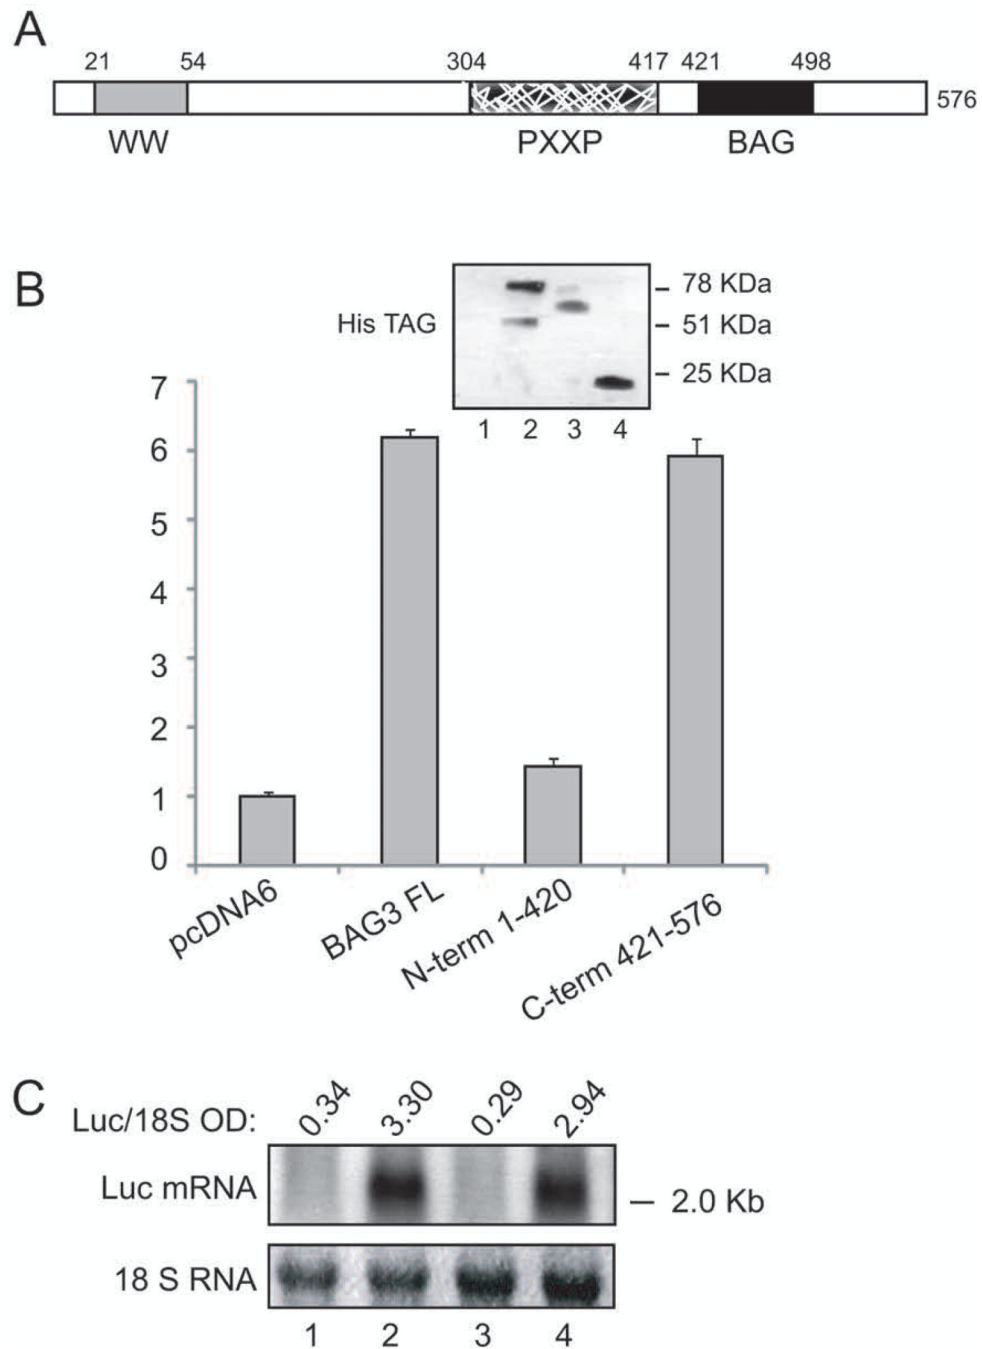 A
21 54 304 417 421 498
576
WW PXXP BAG
B
His TAG
78 KDa
51 KDa
25 KDa
1 2 3 4
7
6
5
4
3
2
1
0
pcDNA6
BAG3 FL
N-term 1-420
C-term 421-576
C
Luc/18S OD: 0.34 3.30 0.29 2.94
Luc mRNA
2.0 Kb
18 S RNA
1 2 3 4